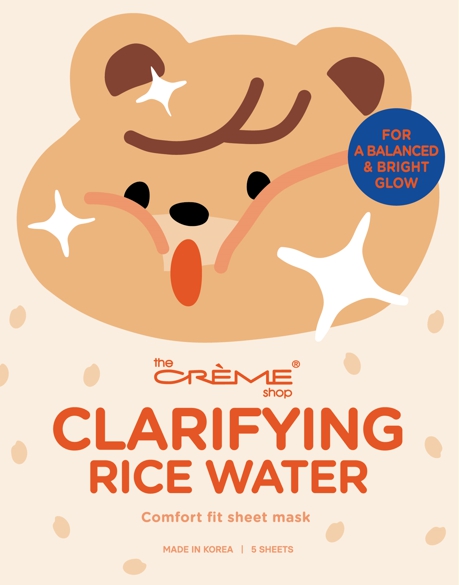 FOR
A BALANCED
& BRIGHT
GLOW
the
CRÈME®
shop
CLARIFYING
RICE WATER
Comfort fit sheet mask
MADE IN KOREA | 5 SHEETS